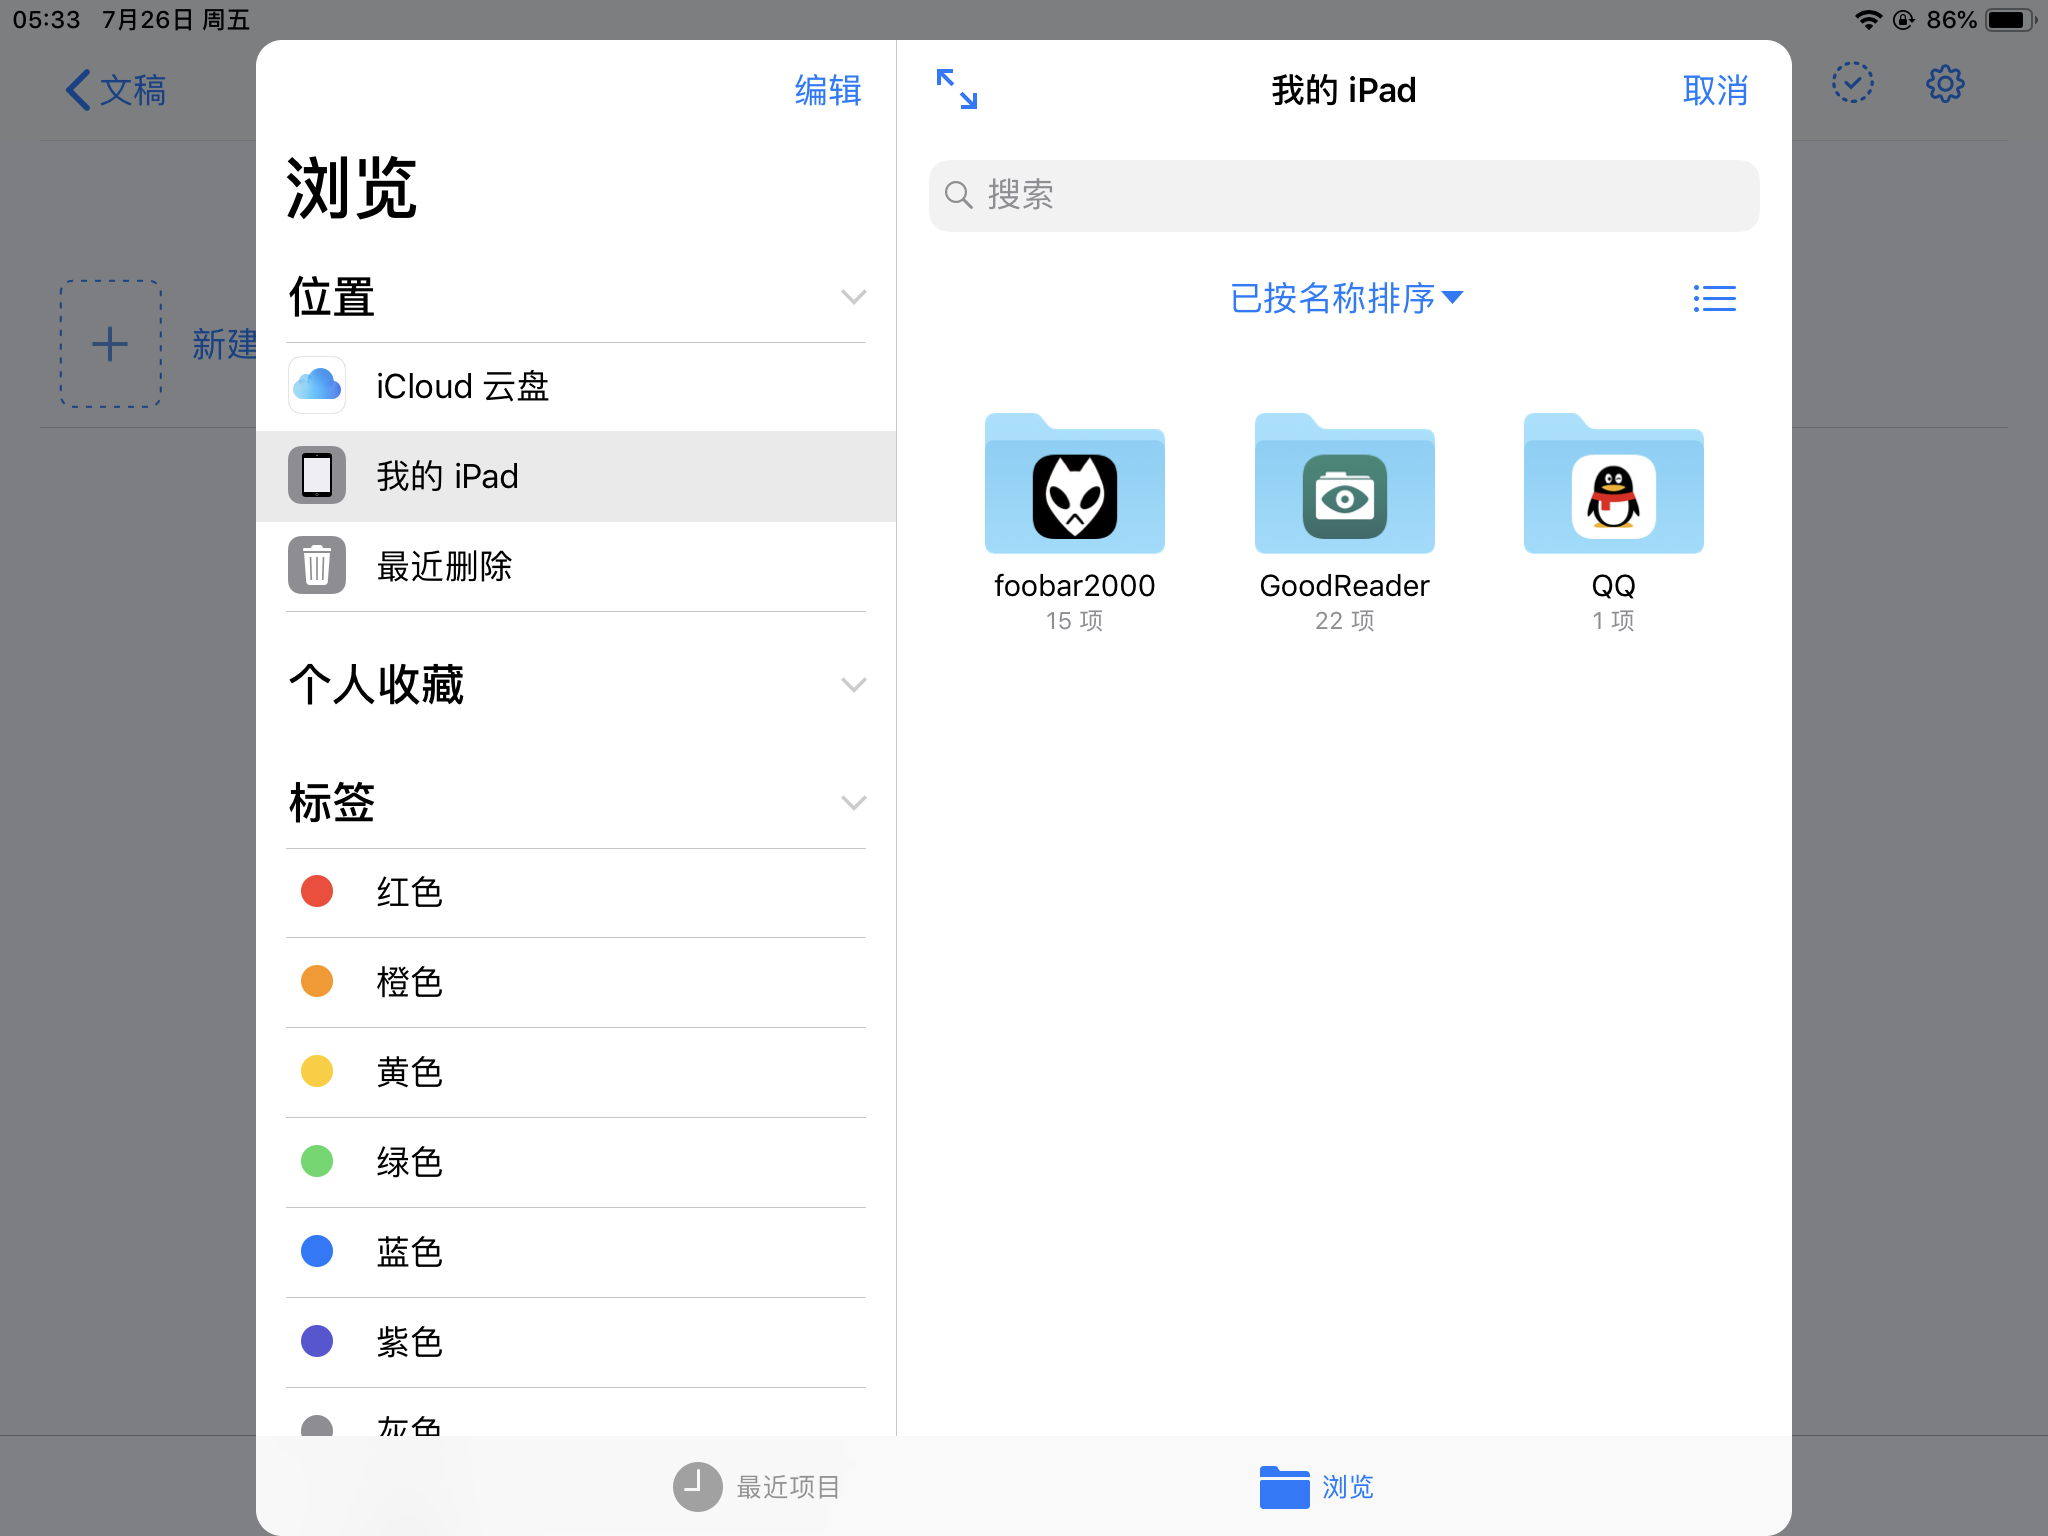 05:33 7月26日 周五
86%
文稿
新建
编辑
浏览
位置
iCloud 云盘
我的 iPad
最近删除
个人收藏
标签
红色
橙色
黄色
绿色
蓝色
紫色
灰色
我的 iPad
取消
搜索
已按名称排序
foobar2000
15 项
GoodReader
22 项
QQ
1 项
最近项目
浏览